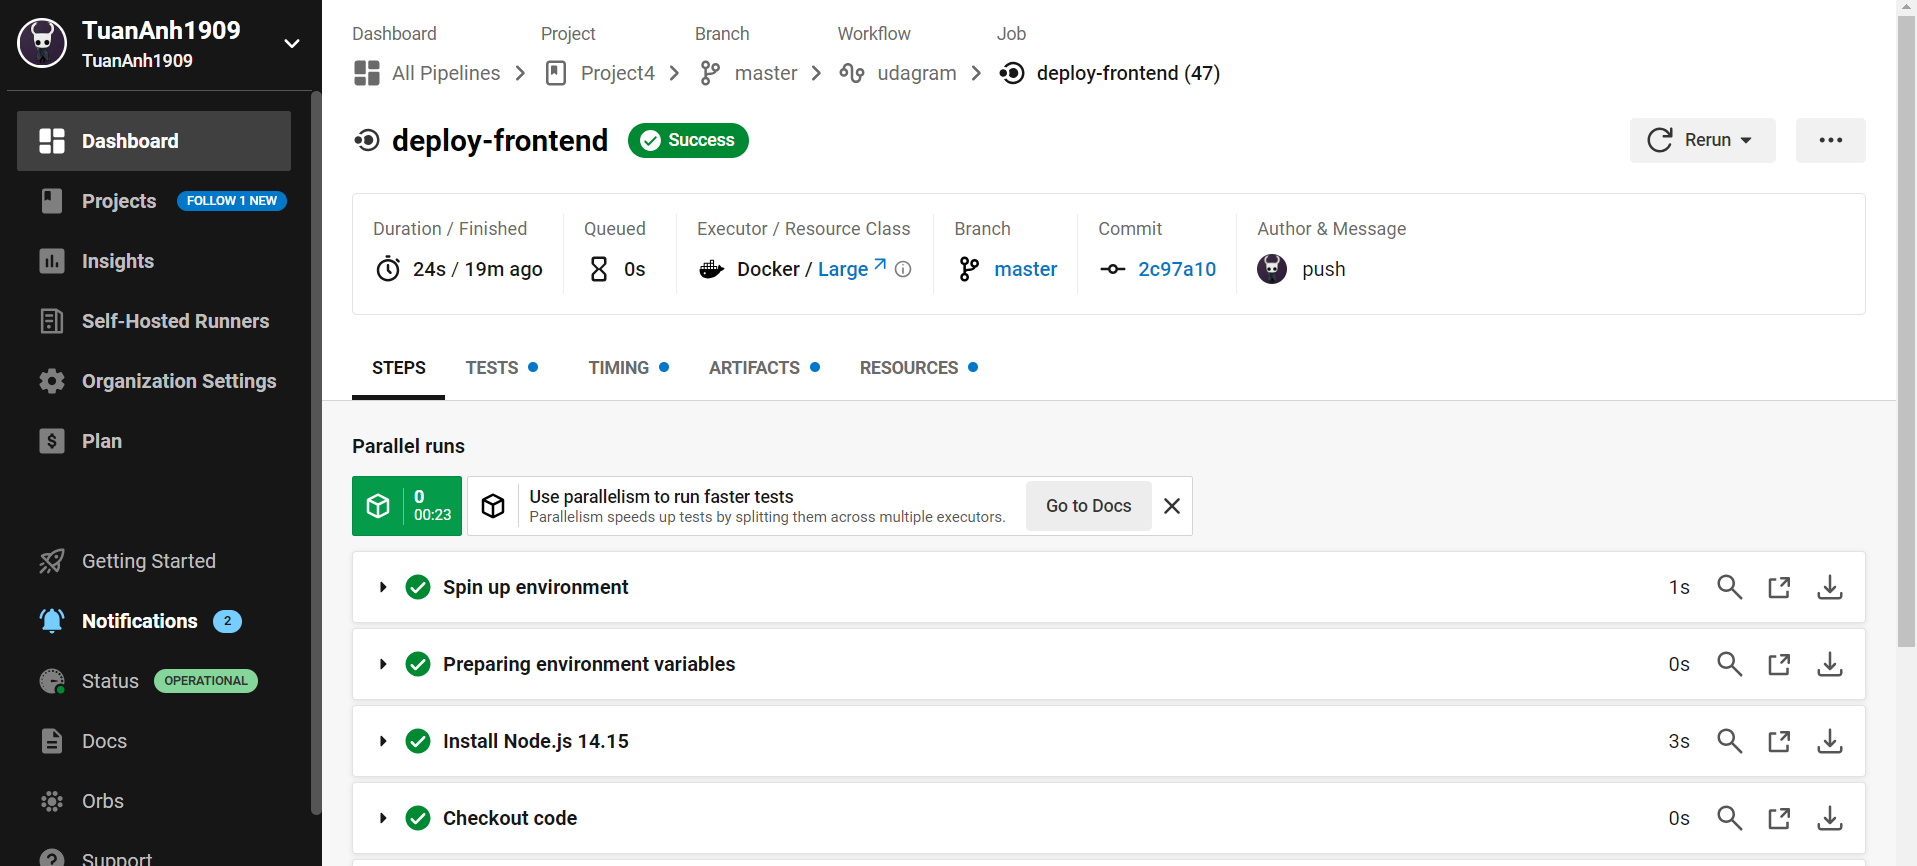 TuanAnh1909
TuanAnh1909
Dashboard
Projects FOLLOW 1 NEW
Insights
Self-Hosted Runners
Organization Settings
Plan
Getting Started
Notifications 2
Status OPERATIONAL
Docs
Orbs
Support
Dashboard Project Branch Workflow Job
All Pipelines Project4 master udagram deploy-frontend (47)
deploy-frontend Success Rerun
Duration / Finished Queued Executor / Resource Class Branch Commit Author & Message
24s / 19m ago 0s Docker / Large master 2c97a10 push
STEPS TESTS TIMING ARTIFACTS RESOURCES
Parallel runs
0
00:23
Use parallelism to run faster tests
Parallelism speeds up tests by splitting them across multiple executors.
Go to Docs
Spin up environment 1s
Preparing environment variables 0s
Install Node.js 14.15 3s
Checkout code 0s